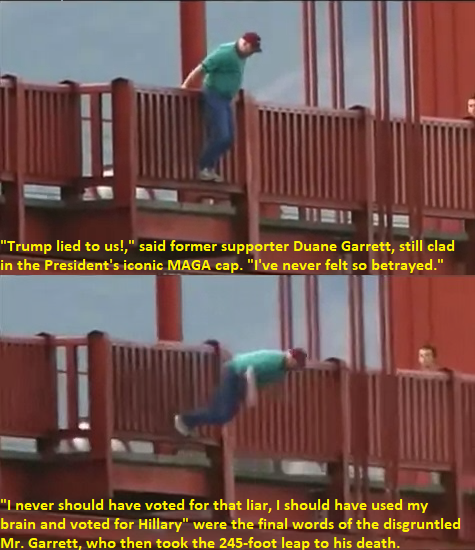 "Trump lied to us!," said former supporter Duane Garrett, still clad
in the President's iconic MAGA cap. "I've never felt so betrayed."
"I never should have voted for that liar, I should have used my
brain and voted for Hillary" were the final words of the disgruntled
Mr. Garrett, who then took the 245-foot leap to his death.